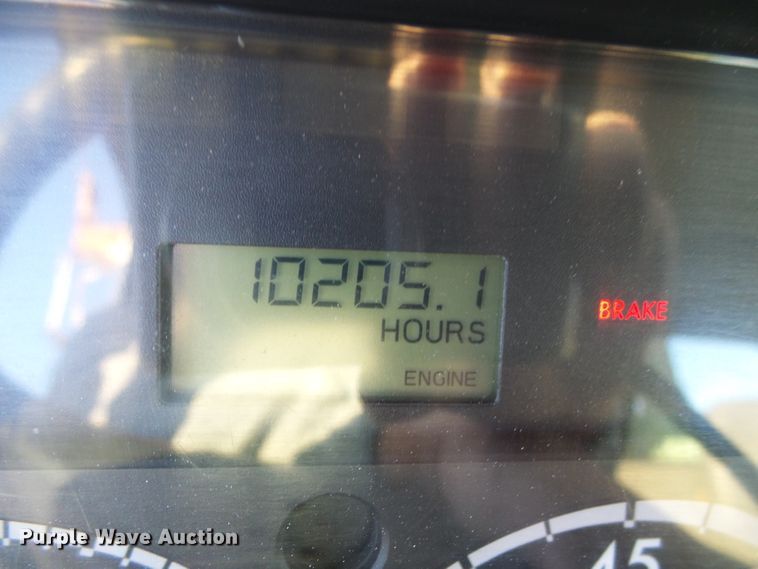 10205.1
HOURS
BRAKE
ENGINE
45
Purple Wave Auction